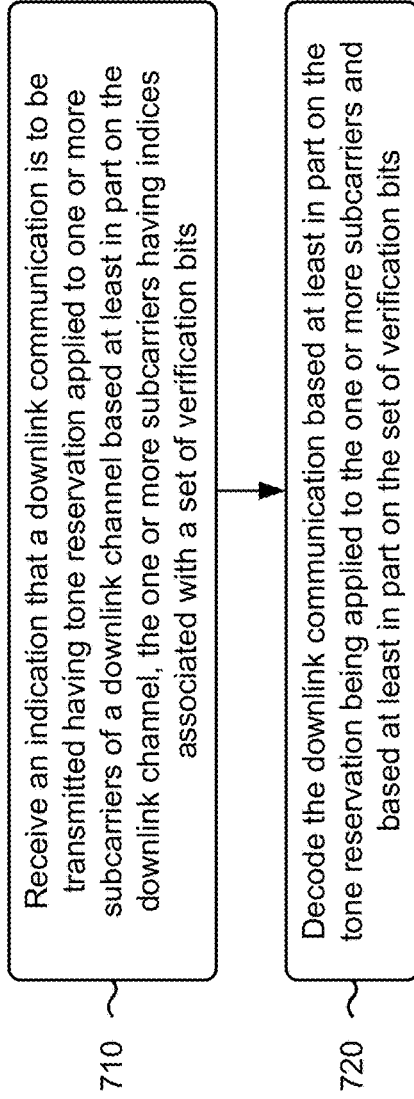 710
Receive an indication that a downlink communication is to be
transmitted having tone reservation applied to one or more
subcarriers of a downlink channel based at least in part on the
downlink channel, the one or more subcarriers having indices
associated with a set of verification bits
720
Decode the downlink communication based at least in part on the
tone reservation being applied to the one or more subcarriers and
based at least in part on the set of verification bits